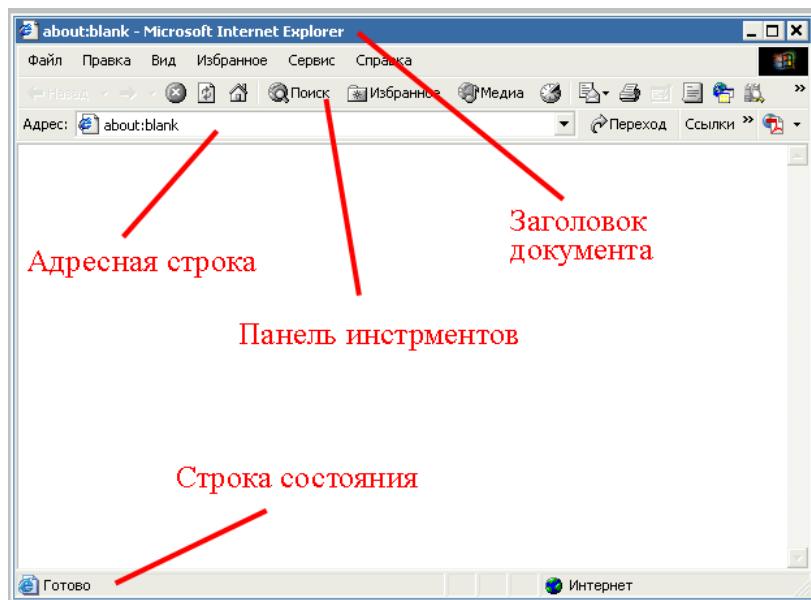 about:blank - Microsoft Internet Explorer
Файл Правка Вид Избранное Сервис Справка
Назад Поиск Избранное Медиа »
Адрес: about:blank Переход Ссылки »
Заголовок
документа
Адресная строка
Панель инстрментов
Строка состояния
Готово Интернет